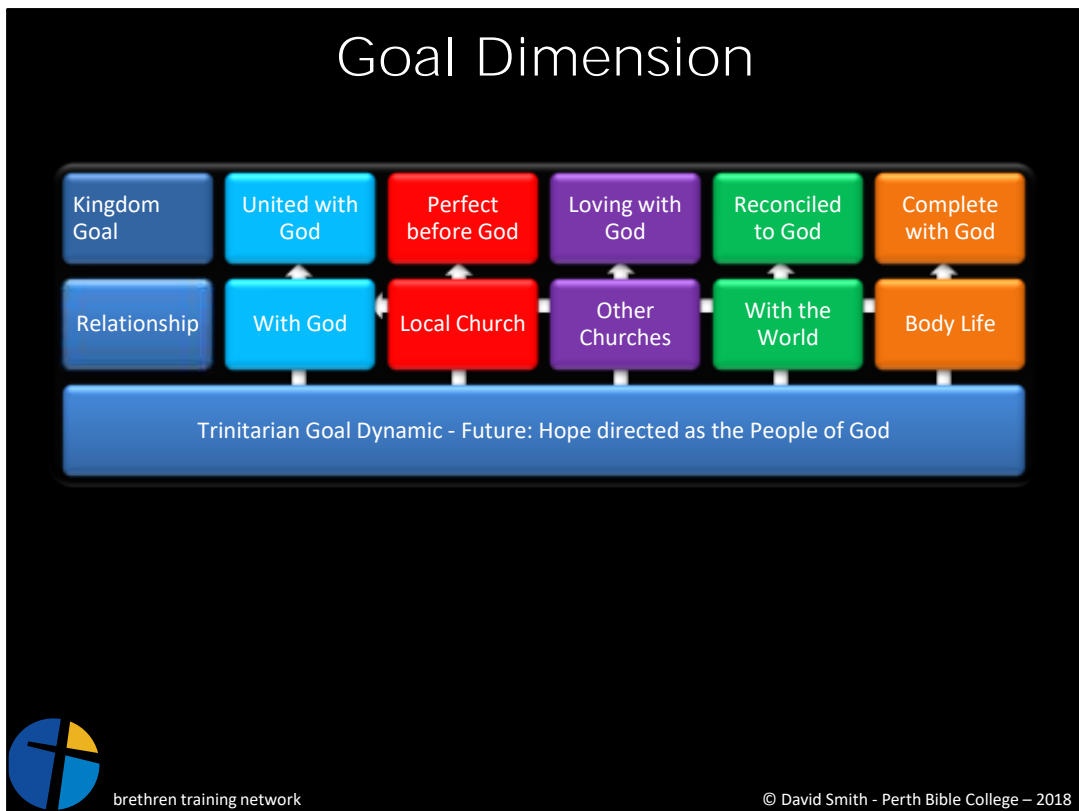 Goal Dimension
Kingdom
Goal
United with
God
Perfect
before God
Loving with
God
Reconciled
to God
Complete
with God
Relationship
With God
Local Church
Other
Churches
With the
World
Body Life
Trinitarian Goal Dynamic - Future: Hope directed as the People of God
brethren training network
© David Smith - Perth Bible College – 2018